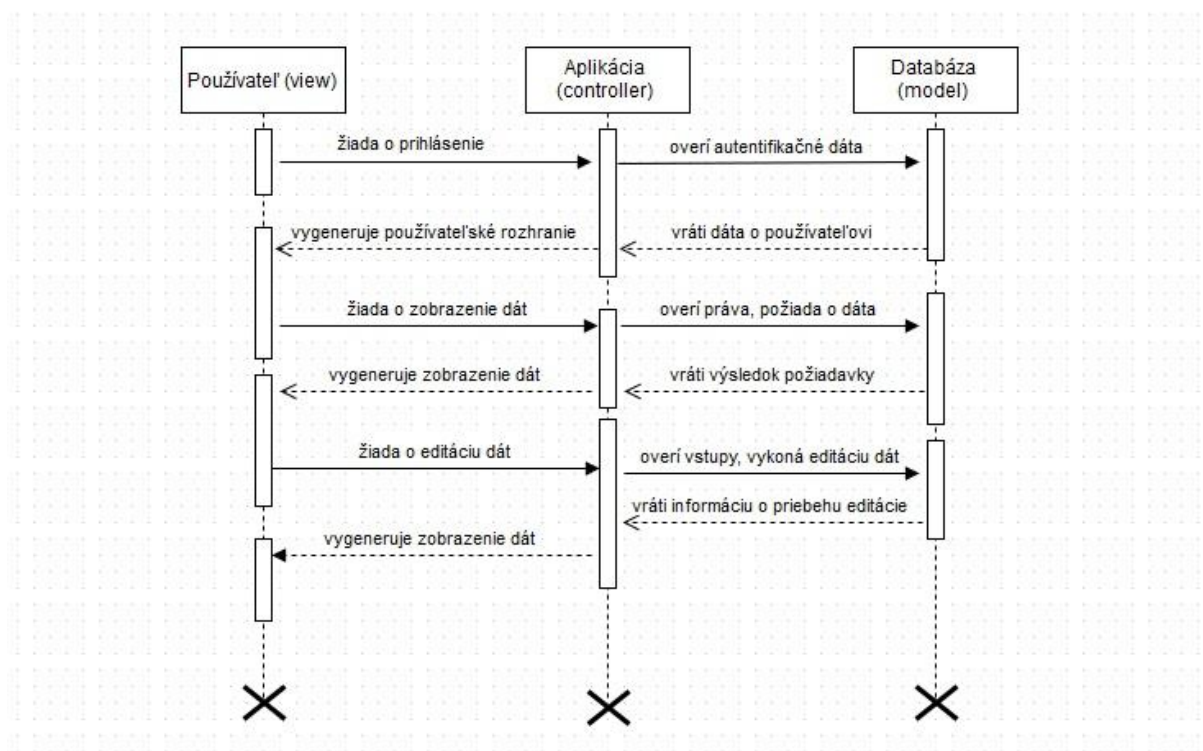 Používateľ (view)
Aplikácia
(controller)
Databáza
(model)
žiada o prihlásenie
overí autentifikačné dáta
vygeneruje používateľské rozhranie
vráti dáta o používateľovi
žiada o zobrazenie dát
overí práva, požiada o dáta
vygeneruje zobrazenie dát
vráti výsledok požiadavky
žiada o editáciu dát
overí vstupy, vykoná editáciu dát
vráti informáciu o priebehu editácie
vygeneruje zobrazenie dát